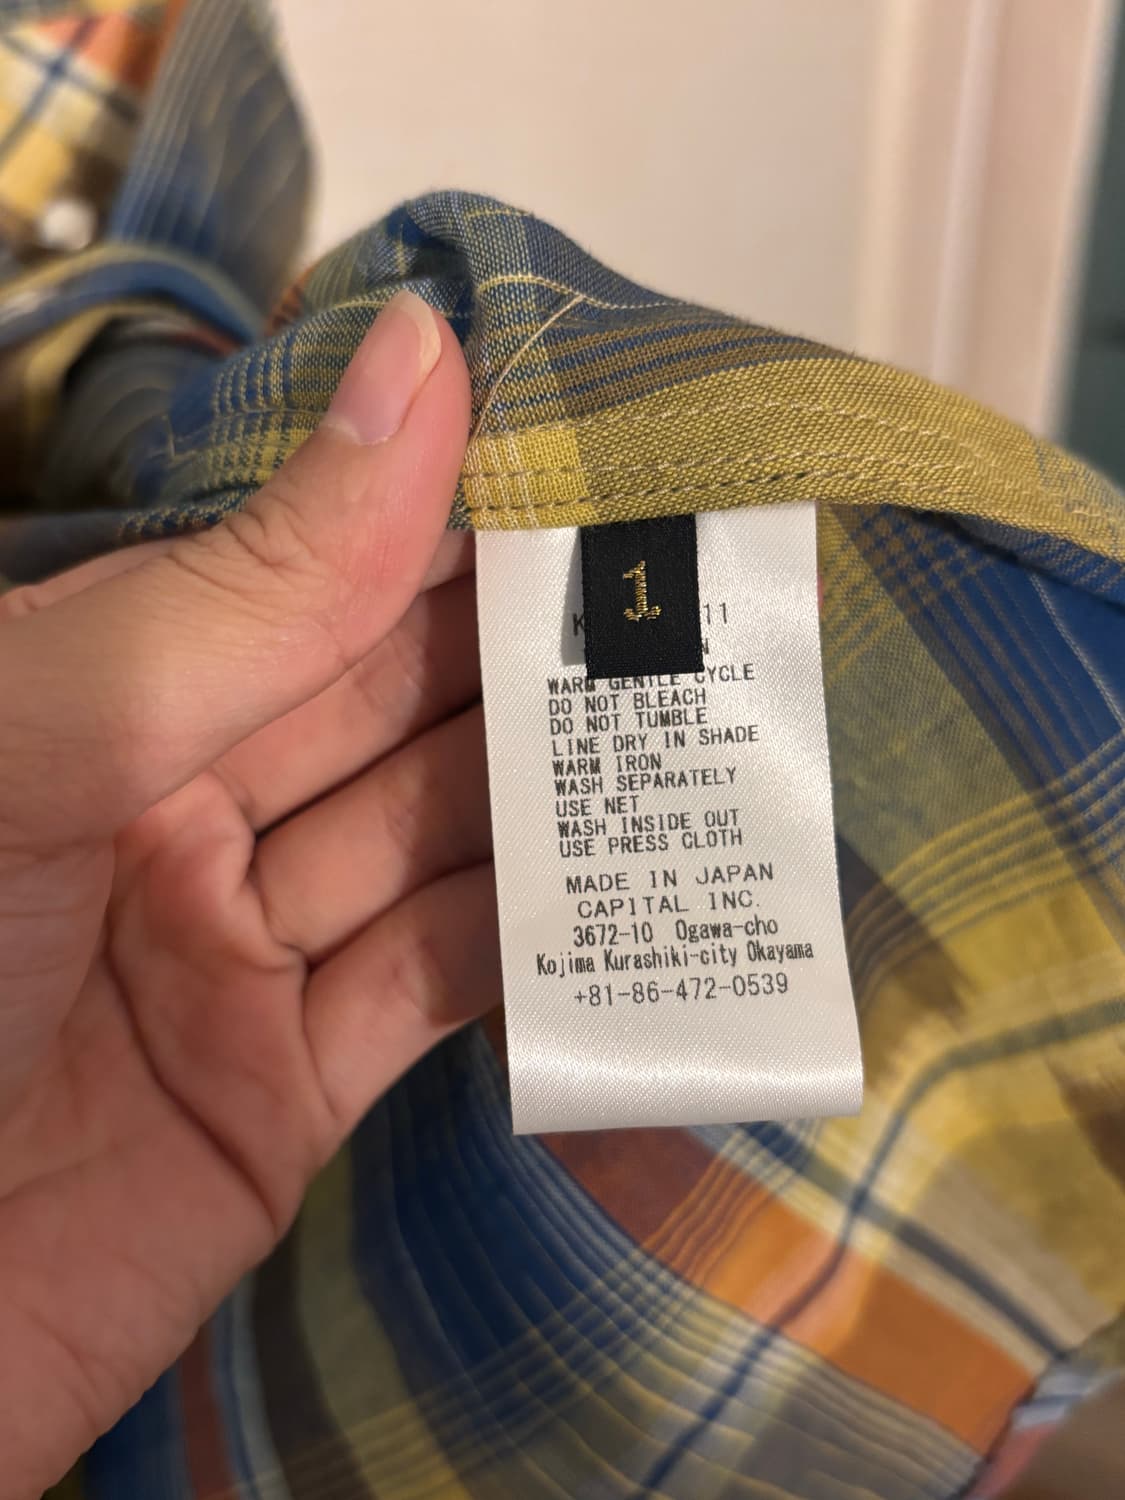 1
11
WARM GENTLE CYCLE
DO NOT BLEACH
DO NOT TUMBLE
LINE DRY IN SHADE
WARM IRON
WASH SEPARATELY
USE NET
WASH INSIDE OUT
USE PRESS CLOTH
MADE IN JAPAN
CAPITAL INC.
3672-10 Ogawa-cho
Kojima Kurashiki-city Okayama
+81-86-472-0539